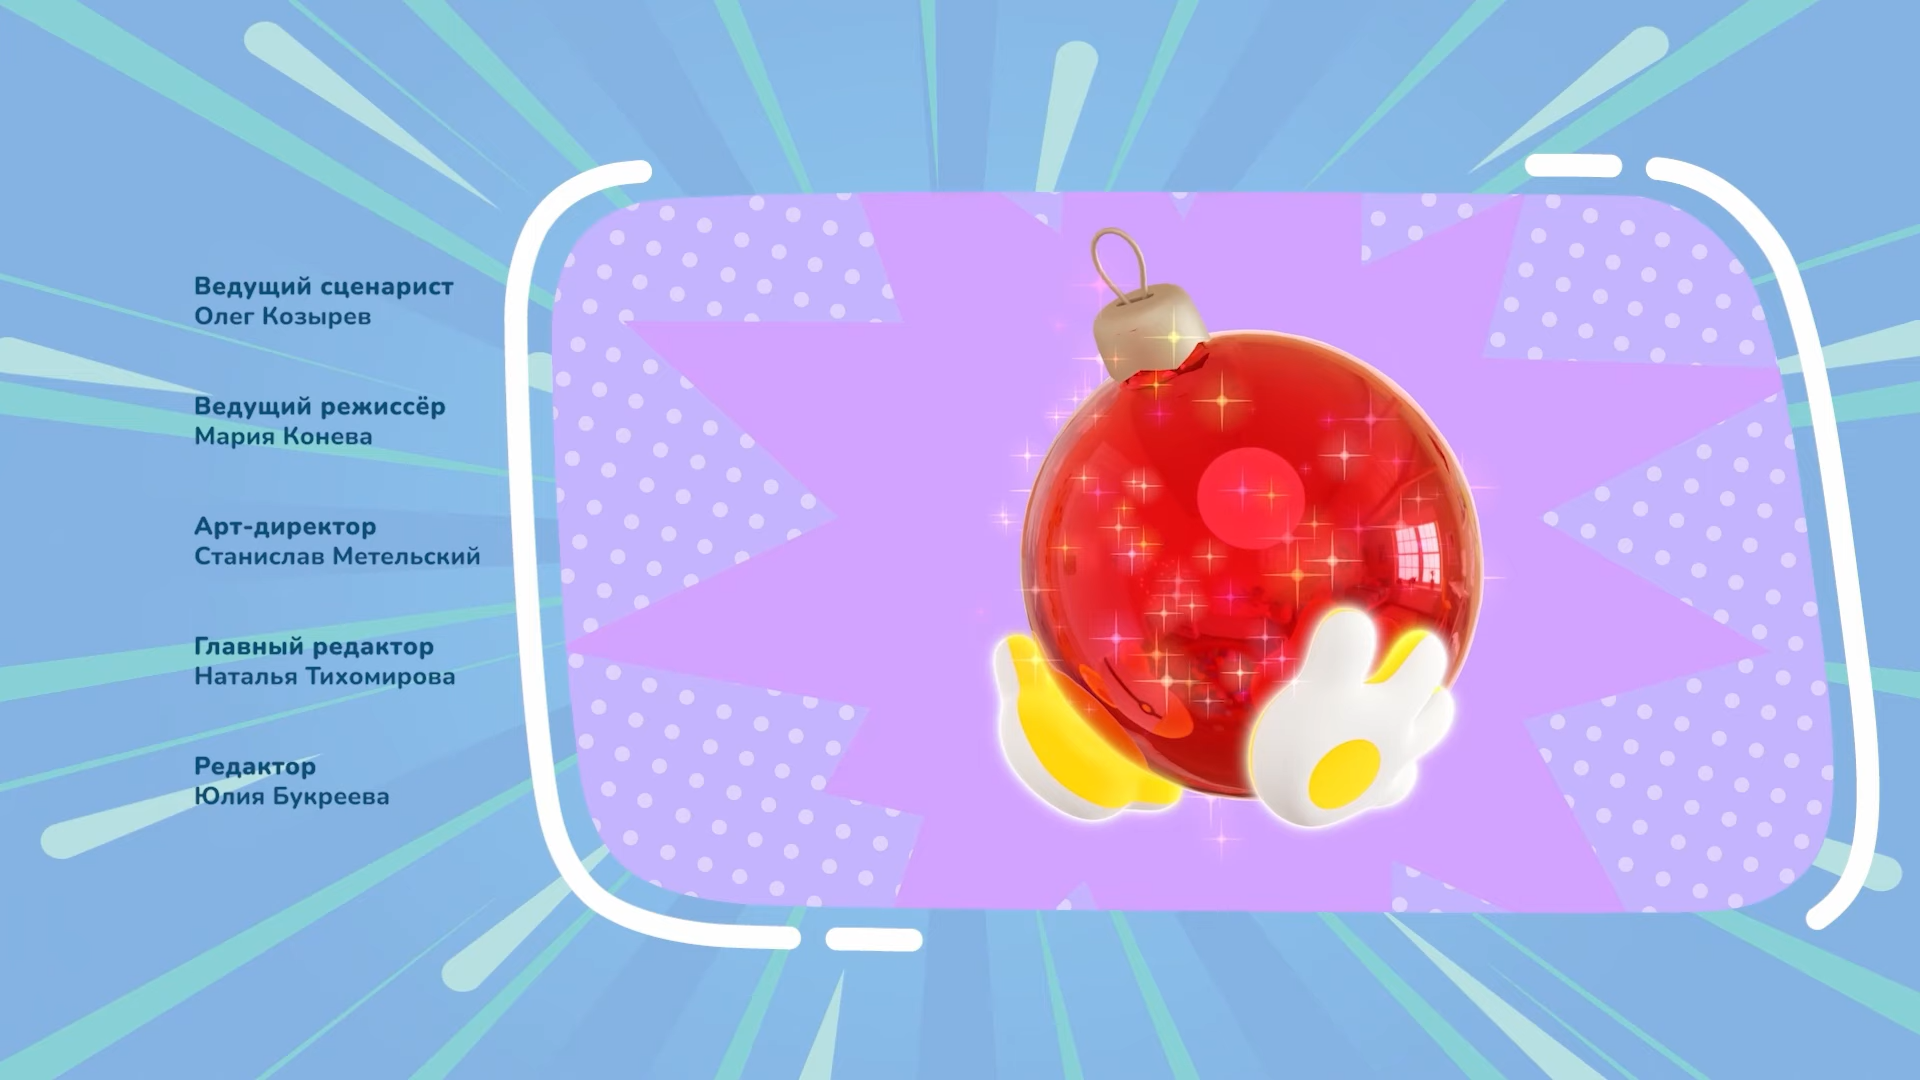 Ведущий сценарист
Олег Козырев
Ведущий режиссёр
Мария Конева
Арт-директор
Станислав Метельский
Главный редактор
Наталья Тихомирова
Редактор
Юлия Букреева